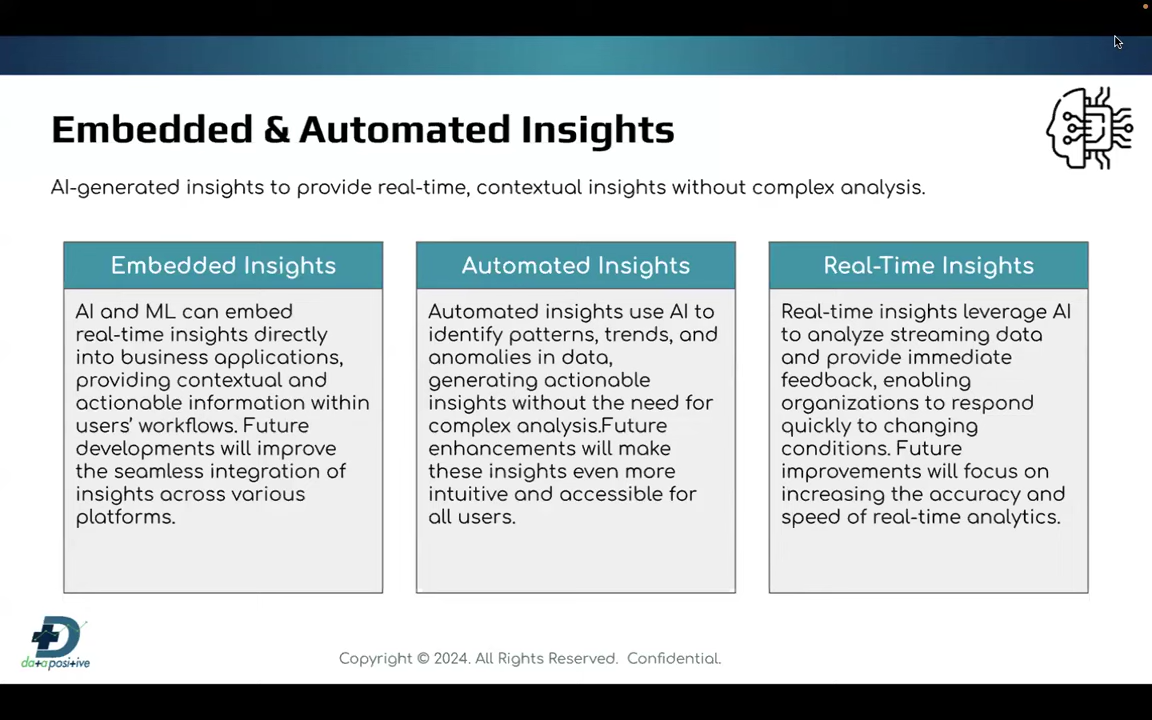 Embedded & Automated Insights
AI-generated insights to provide real-time, contextual insights without complex analysis.
Embedded Insights
AI and ML can embed
real-time insights directly
into business applications,
providing contextual and
actionable information within
users’ workflows. Future
developments will improve
the seamless integration of
insights across various
platforms.
Automated Insights
Automated insights use AI to
identify patterns, trends, and
anomalies in data,
generating actionable
insights without the need for
complex analysis.Future
enhancements will make
these insights even more
intuitive and accessible for
all users.
Real-Time Insights
Real-time insights leverage AI
to analyze streaming data
and provide immediate
feedback, enabling
organizations to respond
quickly to changing
conditions. Future
improvements will focus on
increasing the accuracy and
speed of real-time analytics.
data positive
Copyright © 2024. All Rights Reserved. Confidential.